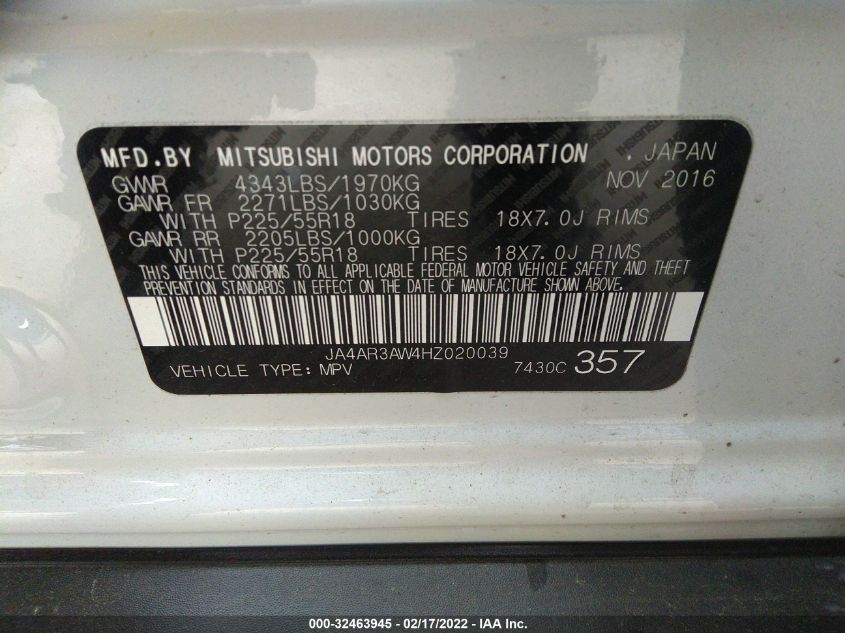 MFD.BY MITSUBISHI MOTORS CORPORATION . JAPAN
GVWR 4343LBS/1970KG NOV 2016
GAWR FR 2271LBS/1030KG
WITH P225/55R18 TIRES 18X7.0J RIMS
GAWR RR 2205LBS/1000KG
WITH P225/55R18 TIRES 18X7.0J RIMS
THIS VEHICLE CONFORMS TO ALL APPLICABLE FEDERAL MOTOR VEHICLE SAFETY AND THEFT
PREVENTION STANDARDS IN EFFECT ON THE DATE OF MANUFACTURE SHOWN ABOVE.
JA4AR3AW4HZ020039
VEHICLE TYPE: MPV 7430C 357
000-32463945 - 02/17/2022 - IAA Inc.